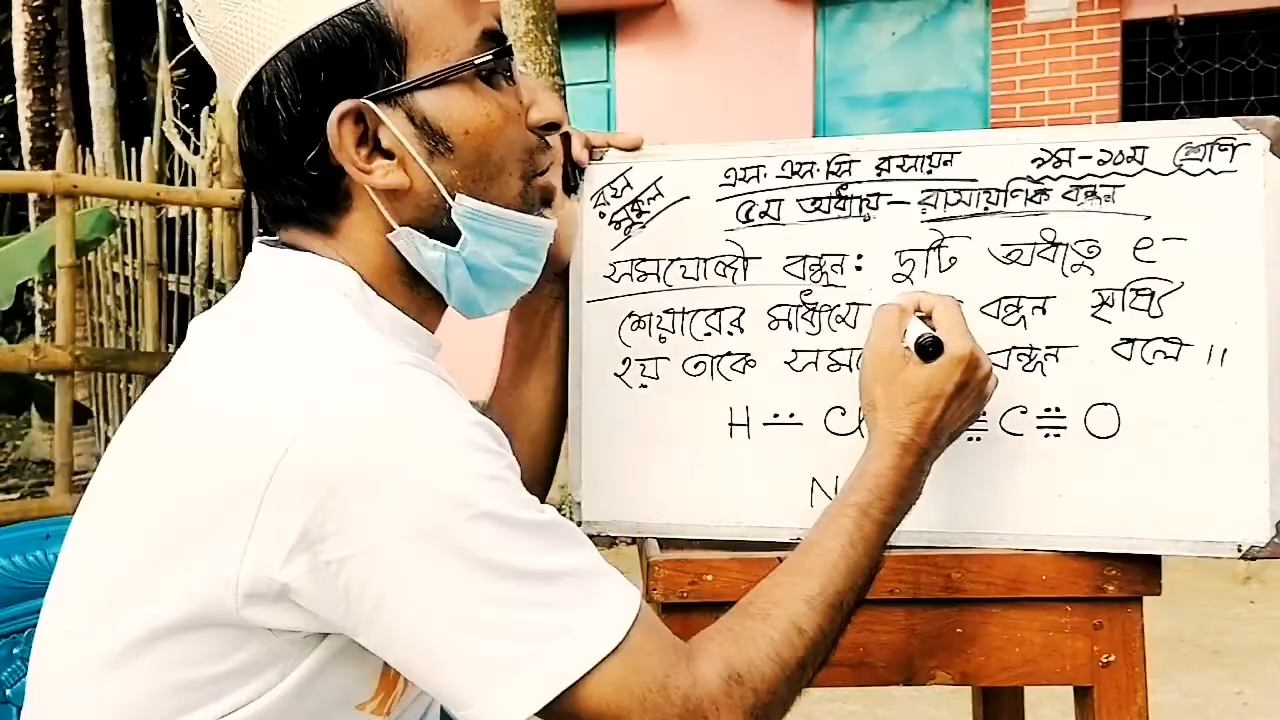 এস. এস. সি রসায়ন ৯ম-১০ম শ্রেণি
রস মুকুল
৫ম অধ্যায় - রাসায়ণিক বন্ধন
সমযোজী বন্ধন: দুটি অধাতু e⁻
শেয়ারের মাধ্যমে বন্ধন সৃষ্টি
হয় তাকে বন্ধন বলে ।।
H C O
N